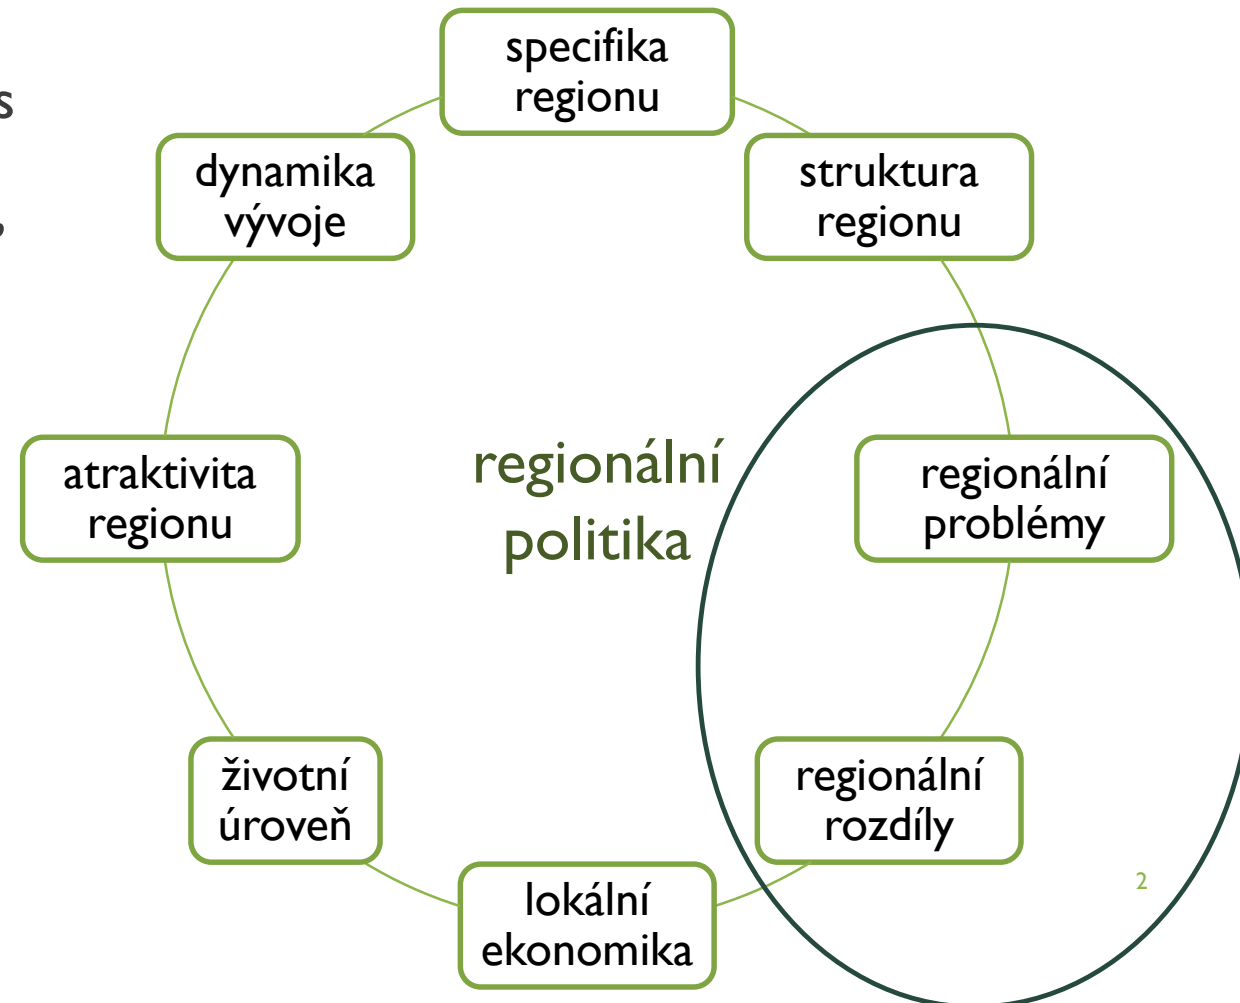 specifika
regionu
s
,
dynamika
vývoje
struktura
regionu
atraktivita
regionu
regionální
politika
regionální
problémy
životní
úroveň
regionální
rozdíly
lokální
ekonomika
2